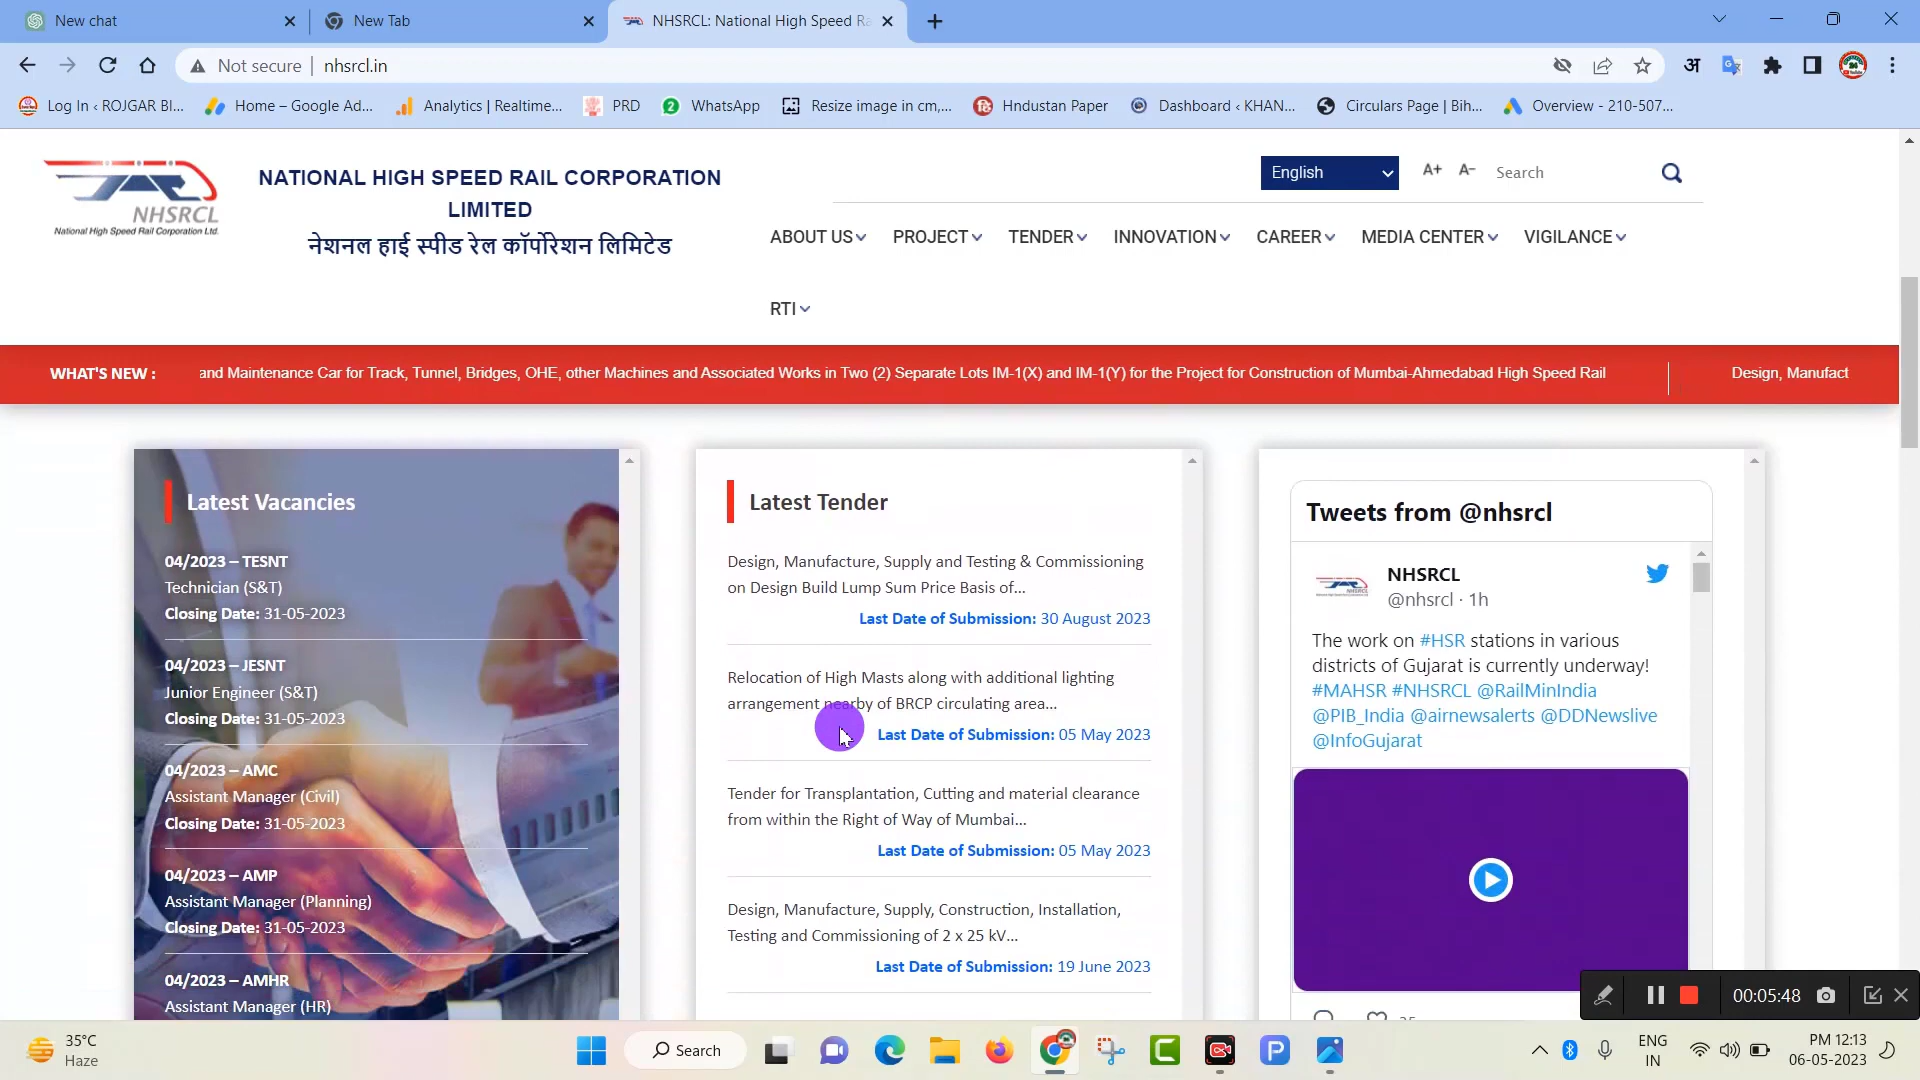 New chat
New Tab
NHSRCL: National High Speed Ra
Not secure
nhsrcl.in
Log In ‹ ROJGAR BI...
Home – Google Ad...
Analytics | Realtime...
PRD
WhatsApp
Resize image in cm,...
Hndustan Paper
Dashboard ‹ KHAN...
Circulars Page | Bih...
Overview - 210-507...
NHSRCL
National High Speed Rail Corporation Ltd.
NATIONAL HIGH SPEED RAIL CORPORATION
LIMITED
नेशनल हाई स्पीड रेल कॉर्पोरेशन लिमिटेड
English
A+
A-
Search
ABOUT US
PROJECT
TENDER
INNOVATION
CAREER
MEDIA CENTER
VIGILANCE
RTI
WHAT'S NEW :
and Maintenance Car for Track, Tunnel, Bridges, OHE, other Machines and Associated Works in Two (2) Separate Lots IM-1(X) and IM-1(Y) for the Project for Construction of Mumbai-Ahmedabad High Speed Rail
Design, Manufact
Latest Vacancies
04/2023 – TESNT
Technician (S&T)
Closing Date: 31-05-2023
04/2023 – JESNT
Junior Engineer (S&T)
Closing Date: 31-05-2023
04/2023 – AMC
Assistant Manager (Civil)
Closing Date: 31-05-2023
04/2023 – AMP
Assistant Manager (Planning)
Closing Date: 31-05-2023
04/2023 – AMHR
Assistant Manager (HR)
Latest Tender
Design, Manufacture, Supply and Testing & Commissioning
on Design Build Lump Sum Price Basis of...
Last Date of Submission: 30 August 2023
Relocation of High Masts along with additional lighting
arrangement nearby of BRCP circulating area...
Last Date of Submission: 05 May 2023
Tender for Transplantation, Cutting and material clearance
from within the Right of Way of Mumbai...
Last Date of Submission: 05 May 2023
Design, Manufacture, Supply, Construction, Installation,
Testing and Commissioning of 2 x 25 kV...
Last Date of Submission: 19 June 2023
Tweets from @nhsrcl
NHSRCL
@nhsrcl · 1h
The work on #HSR stations in various
districts of Gujarat is currently underway!
#MAHSR #NHSRCL @RailMinIndia
@PIB_India @airnewsalerts @DDNewslive
@InfoGujarat
00:05:48
35°C
Haze
Search
ENG
IN
PM 12:13
06-05-2023